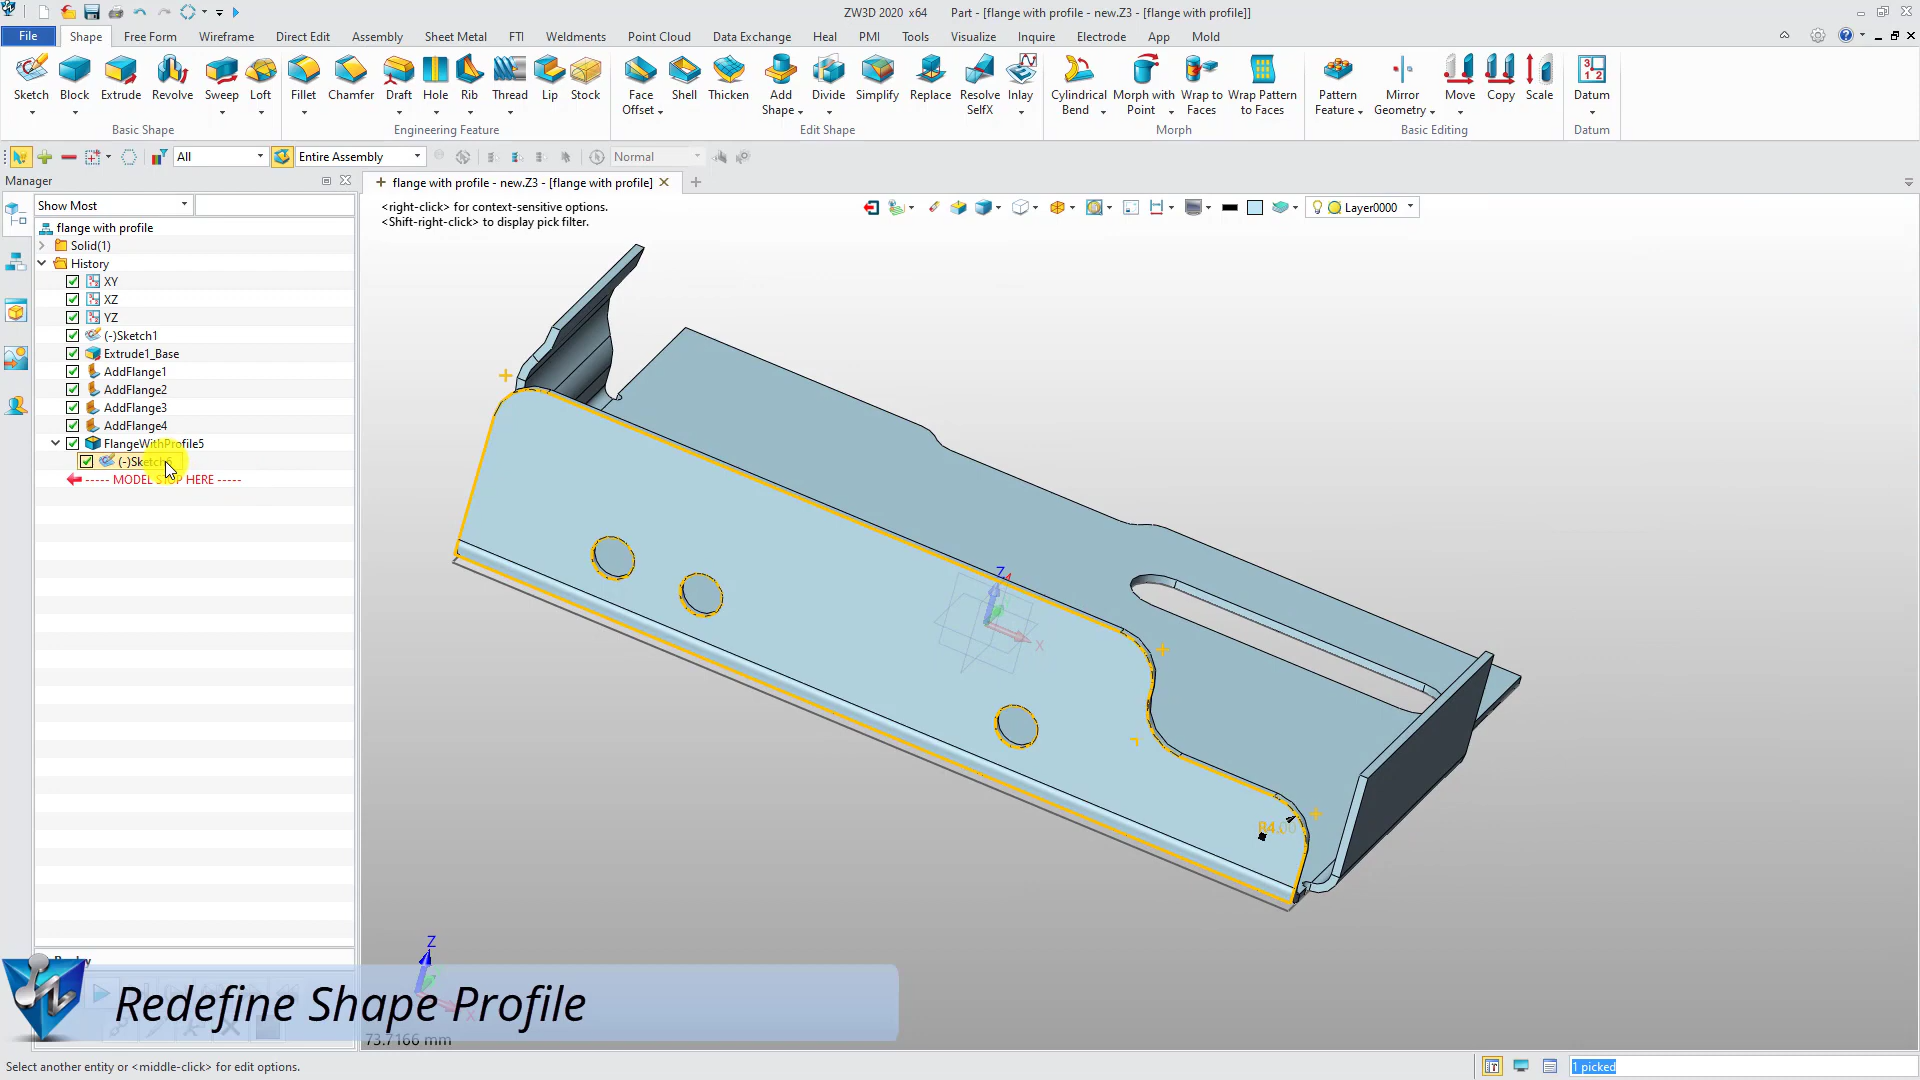 ZW3D 2020 x64 Part - [flange with profile - new.Z3 - [flange with profile]]
File Shape Free Form Wireframe Direct Edit Assembly Sheet Metal FTI Weldments Point Cloud Data Exchange Heal PMI Tools Visualize Inquire Electrode App Mold
Sketch Block Extrude Revolve Sweep Loft Fillet Chamfer Draft Hole Rib Thread Lip Stock Face Offset Shell Thicken Add Shape Divide Simplify Replace Resolve SelfX Inlay Cylindrical Bend Morph with Point Wrap to Faces Wrap Pattern to Faces Pattern Feature Mirror Geometry Move Copy Scale Datum
Basic Shape Engineering Feature Edit Shape Morph Basic Editing Datum
All Entire Assembly Normal
Manager
flange with profile - new.Z3 - [flange with profile]
Show Most
<right-click> for context-sensitive options.
<Shift-right-click> to display pick filter.
Layer0000
flange with profile
Solid(1)
History
XY
XZ
YZ
(-)Sketch1
Extrude1_Base
AddFlange1
AddFlange2
AddFlange3
AddFlange4
FlangeWithProfile5
----- MODEL STOP HERE -----
Z
X
R4.00
Z
X
Redefine Shape Profile
73.7166 mm
Select another entity or <middle-click> for edit options.
1 picked